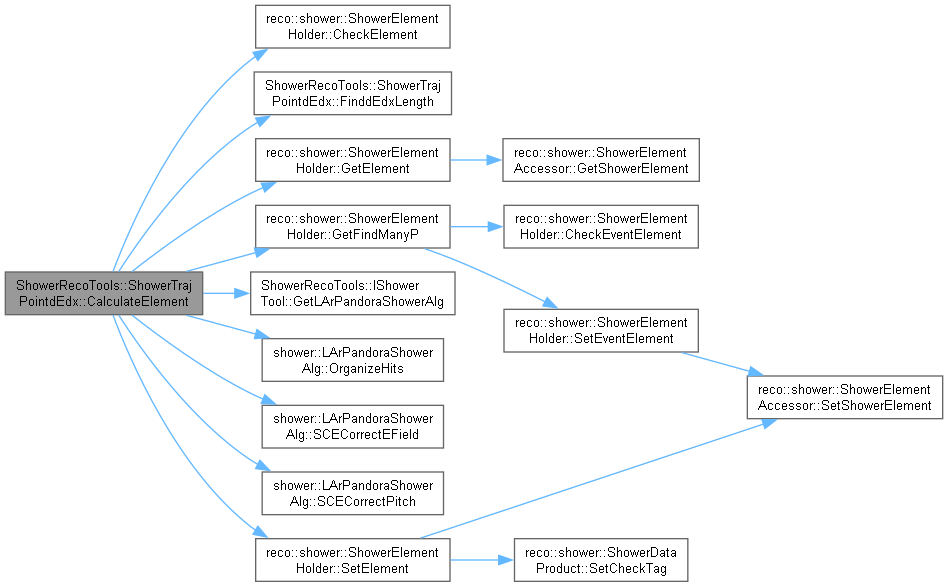 reco::shower::ShowerElement
Holder::CheckElement
ShowerRecoTools::ShowerTraj
PointdEdx::FinddEdxLength
reco::shower::ShowerElement
Holder::GetElement
reco::shower::ShowerElement
Accessor::GetShowerElement
reco::shower::ShowerElement
Holder::GetFindManyP
reco::shower::ShowerElement
Holder::CheckEventElement
ShowerRecoTools::ShowerTraj
PointdEdx::CalculateElement
ShowerRecoTools::IShower
Tool::GetLArPandoraShowerAlg
reco::shower::ShowerElement
Holder::SetEventElement
shower::LArPandoraShower
Alg::OrganizeHits
reco::shower::ShowerElement
Accessor::SetShowerElement
shower::LArPandoraShower
Alg::SCECorrectEField
shower::LArPandoraShower
Alg::SCECorrectPitch
reco::shower::ShowerElement
Holder::SetElement
reco::shower::ShowerData
Product::SetCheckTag